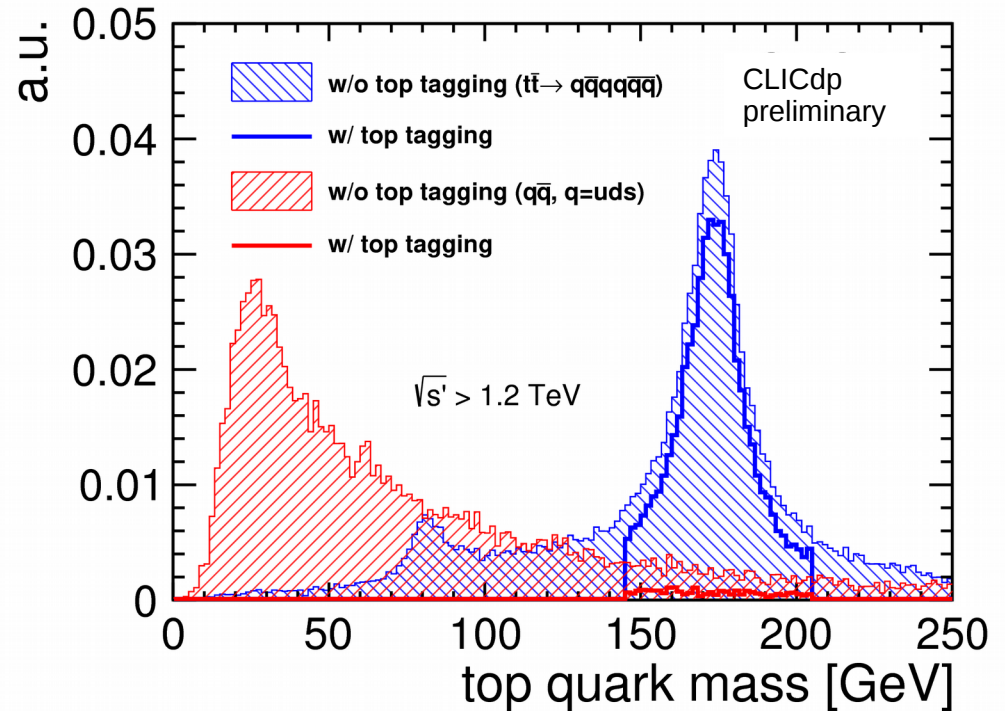 a.u.
0.05
0.04
0.03
0.02
0.01
0
w/o top tagging (tt̄→ qq̄qqq̄q̄)
w/ top tagging
w/o top tagging (qq̄, q=uds)
w/ top tagging
CLICdp
preliminary
√s' > 1.2 TeV
0 50 100 150 200 250
top quark mass [GeV]